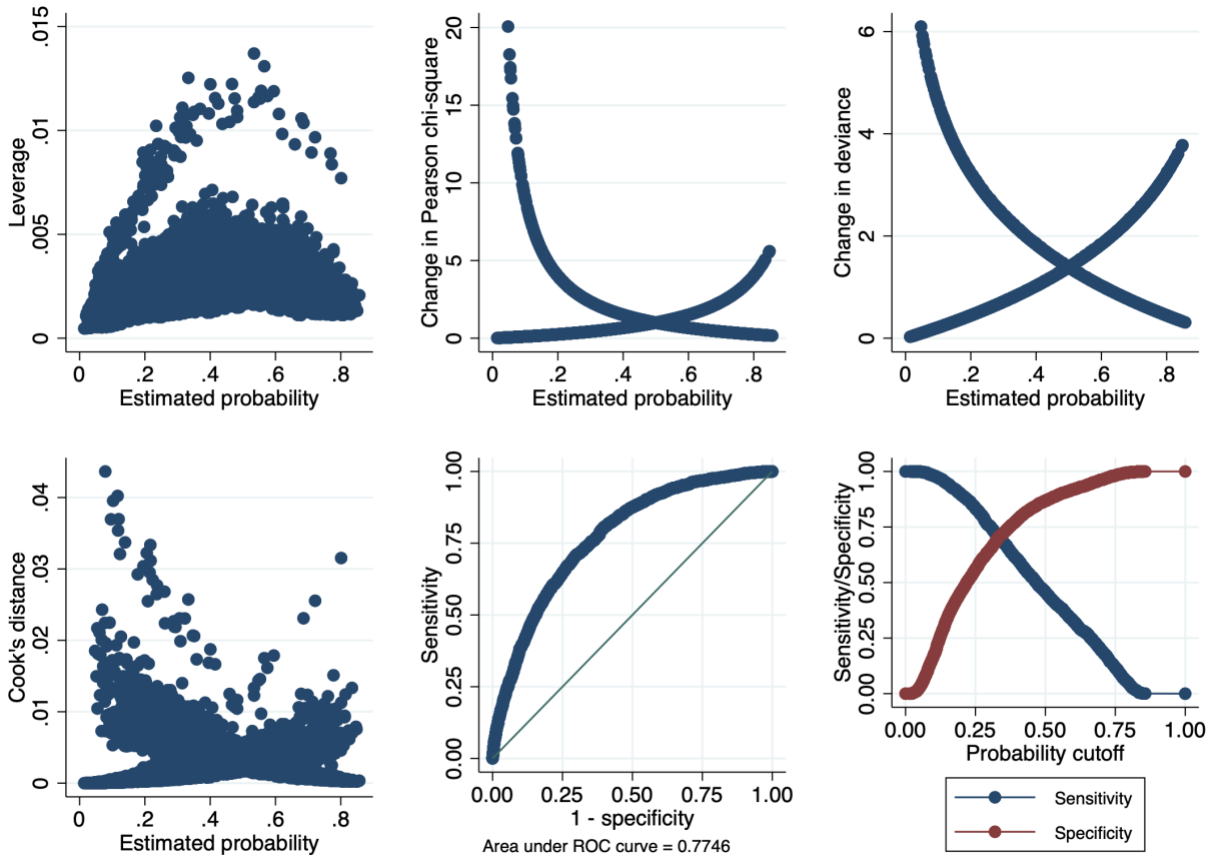 .015
.01
.005
0
Leverage
0 .2 .4 .6 .8
Estimated probability
20
15
10
5
0
Change in Pearson chi-square
0 .2 .4 .6 .8
Estimated probability
6
4
2
0
Change in deviance
0 .2 .4 .6 .8
Estimated probability
.04
.03
.02
.01
0
Cook's distance
0 .2 .4 .6 .8
Estimated probability
1.00
0.75
0.50
0.25
0.00
Sensitivity
0.00 0.25 0.50 0.75 1.00
1 - specificity
Area under ROC curve = 0.7746
1.00
0.75
0.50
0.25
0.00
Sensitivity/Specificity
0.00 0.25 0.50 0.75 1.00
Probability cutoff
Sensitivity
Specificity